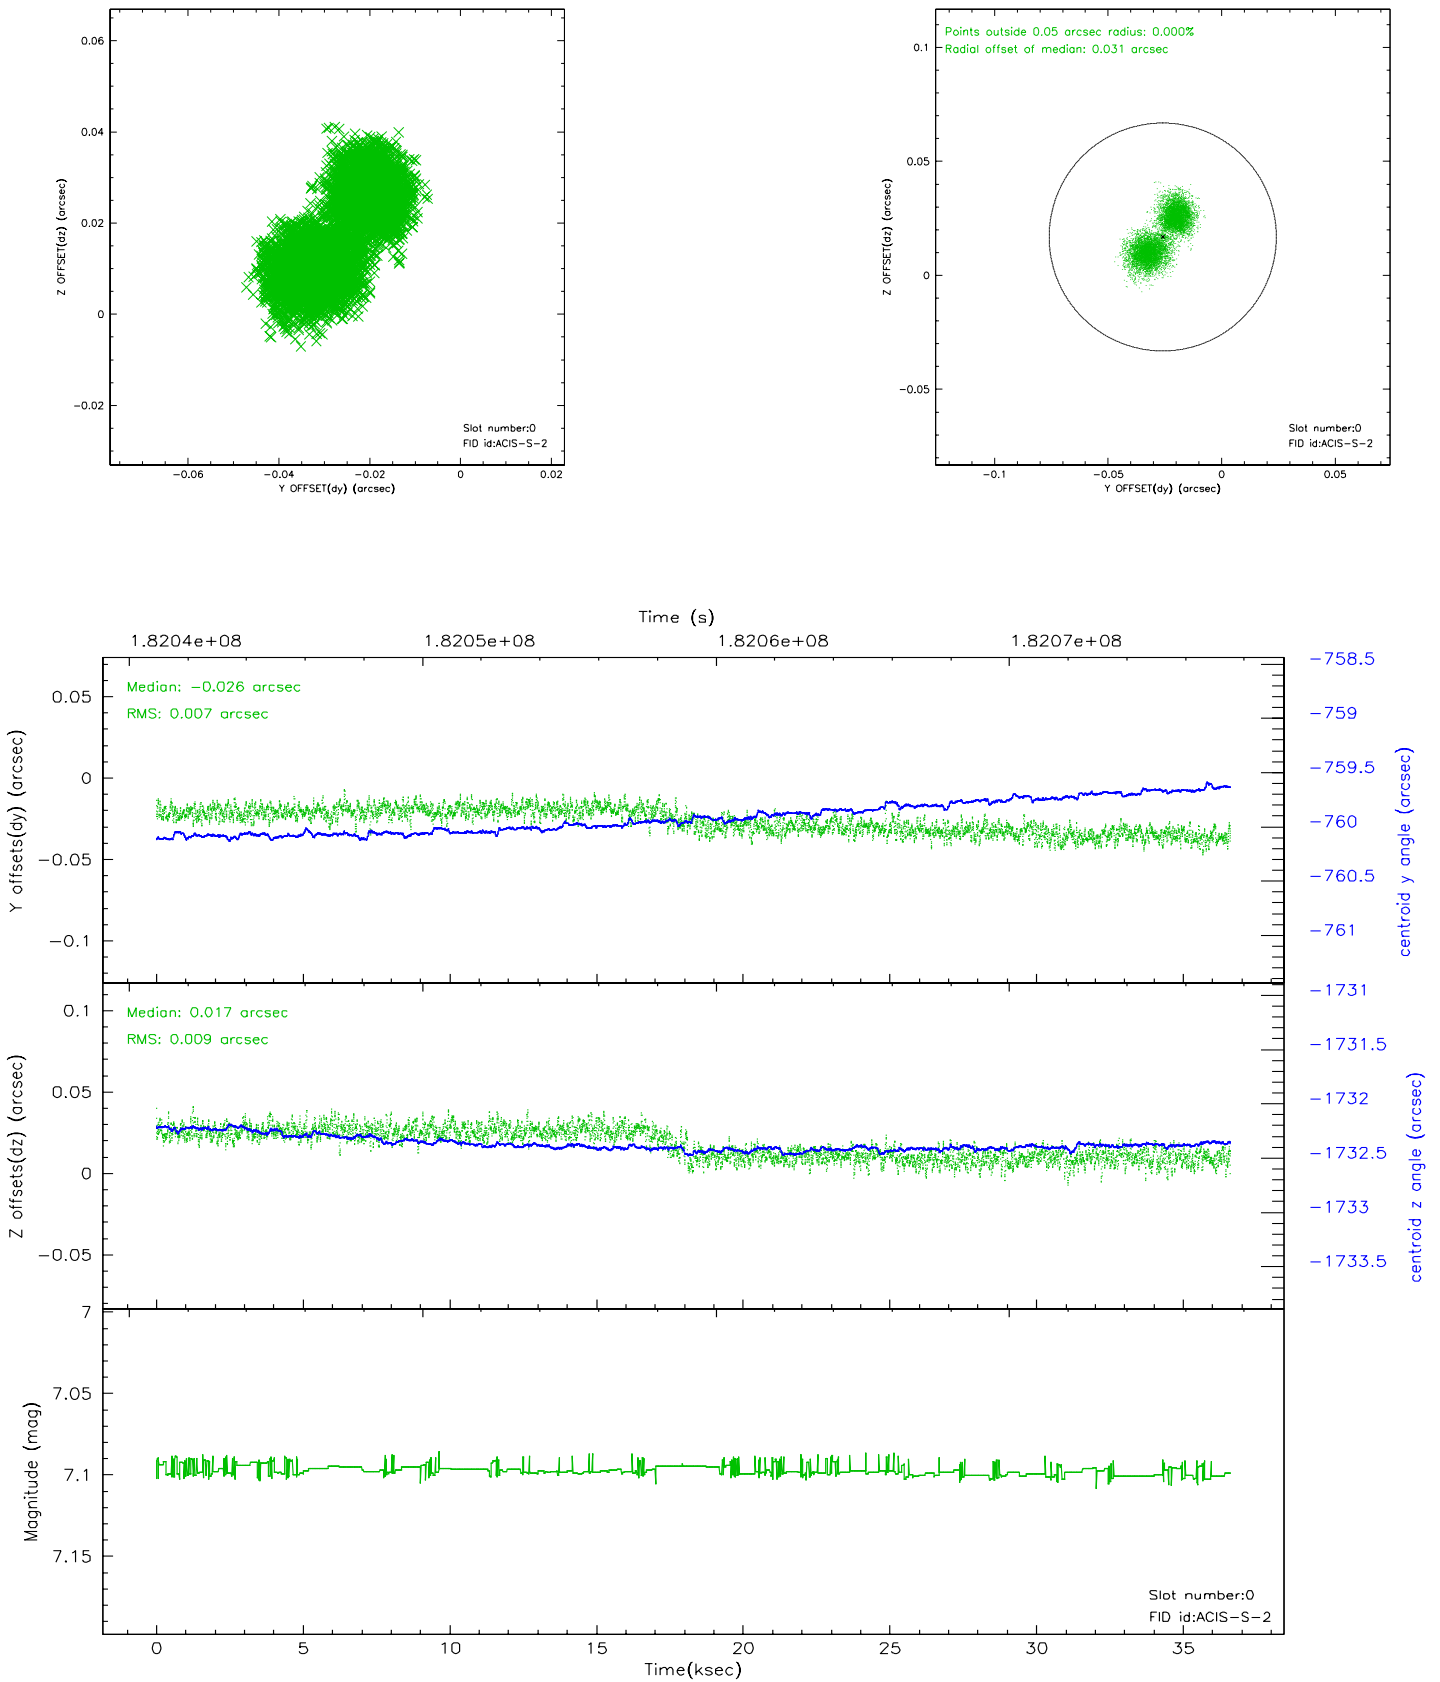 0.06
0.04
0.02
0
−0.02
Z OFFSET(dz) (arcsec)
Slot number:0
FID id:ACIS−S−2
−0.06
−0.04
−0.02
0
0.02
Y OFFSET(dy) (arcsec)
Points outside 0.05 arcsec radius: 0.000%
Radial offset of median: 0.031 arcsec
0.1
0.05
0
−0.05
Z OFFSET(dz) (arcsec)
Slot number:0
FID id:ACIS−S−2
−0.1
−0.05
0
0.05
Y OFFSET(dy) (arcsec)
Time (s)
1.8204e+08
1.8205e+08
1.8206e+08
1.8207e+08
Median: −0.026 arcsec
RMS: 0.007 arcsec
0.05
0
−0.05
−0.1
Y offsets(dy) (arcsec)
−758.5
−759
−759.5
−760
−760.5
−761
centroid y angle (arcsec)
Median: 0.017 arcsec
RMS: 0.009 arcsec
0.1
0.05
0
−0.05
Z offsets(dz) (arcsec)
−1731
−1731.5
−1732
−1732.5
−1733
−1733.5
centroid z angle (arcsec)
7
7.05
7.1
7.15
Magnitude (mag)
Slot number:0
FID id:ACIS−S−2
0
5
10
15
20
25
30
35
Time(ksec)